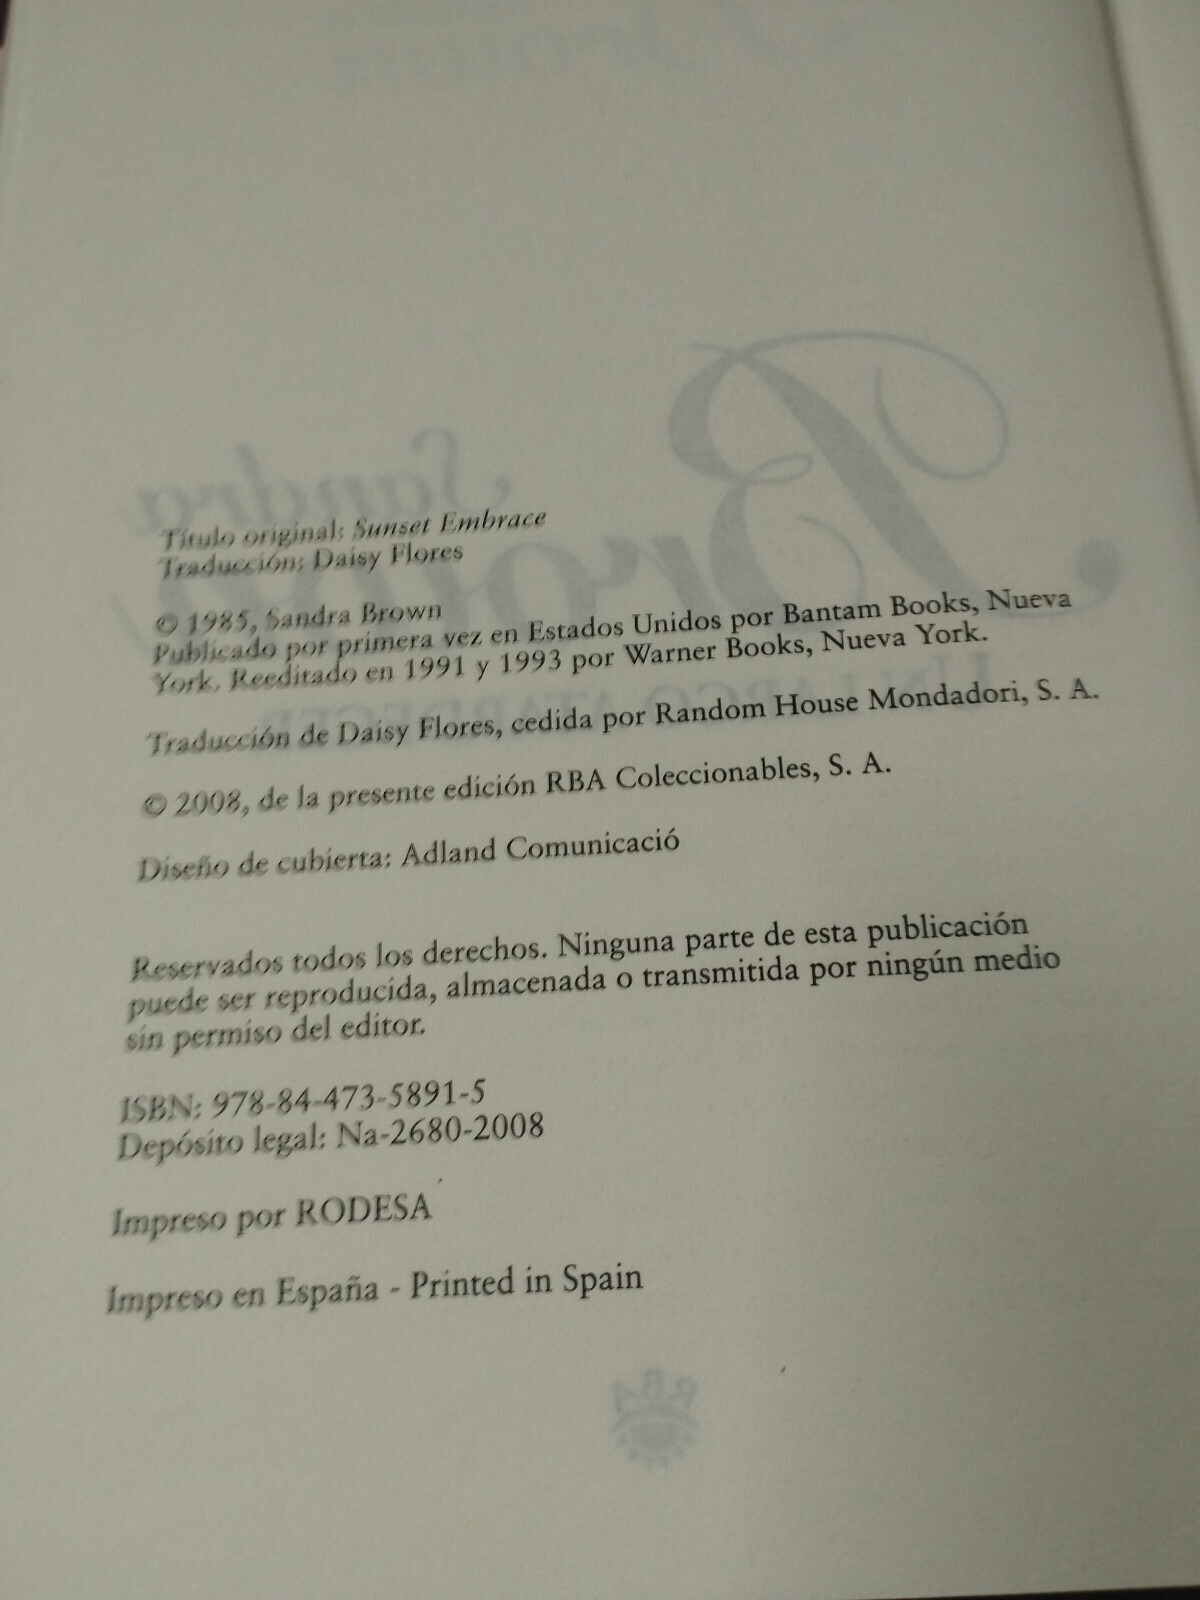 Título original: Sunset Embrace
Traducción: Daisy Flores
© 1985, Sandra Brown
Publicado por primera vez en Estados Unidos por Bantam Books, Nueva
York. Reeditado en 1991 y 1993 por Warner Books, Nueva York.
Traducción de Daisy Flores, cedida por Random House Mondadori, S. A.
© 2008, de la presente edición RBA Coleccionables, S. A.
Diseño de cubierta: Adland Comunicació
Reservados todos los derechos. Ninguna parte de esta publicación
puede ser reproducida, almacenada o transmitida por ningún medio
sin permiso del editor.
ISBN: 978-84-473-5891-5
Depósito legal: Na-2680-2008
Impreso por RODESA
Impreso en España - Printed in Spain
Sandra
Brown
RBA